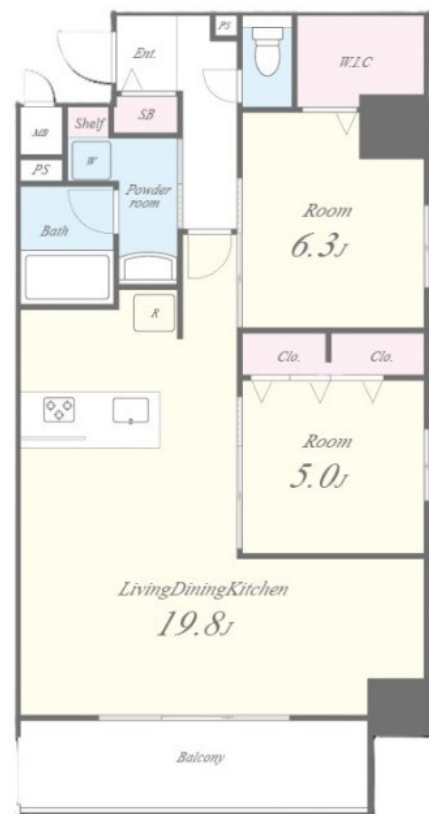 PS
Ent.
W.I.C
Shelf
SB
MB
W
PS
Powder
room
Room
6.3J
Bath
R
Clo.
Clo.
Room
5.0J
LivingDiningKitchen
19.8J
Balcony